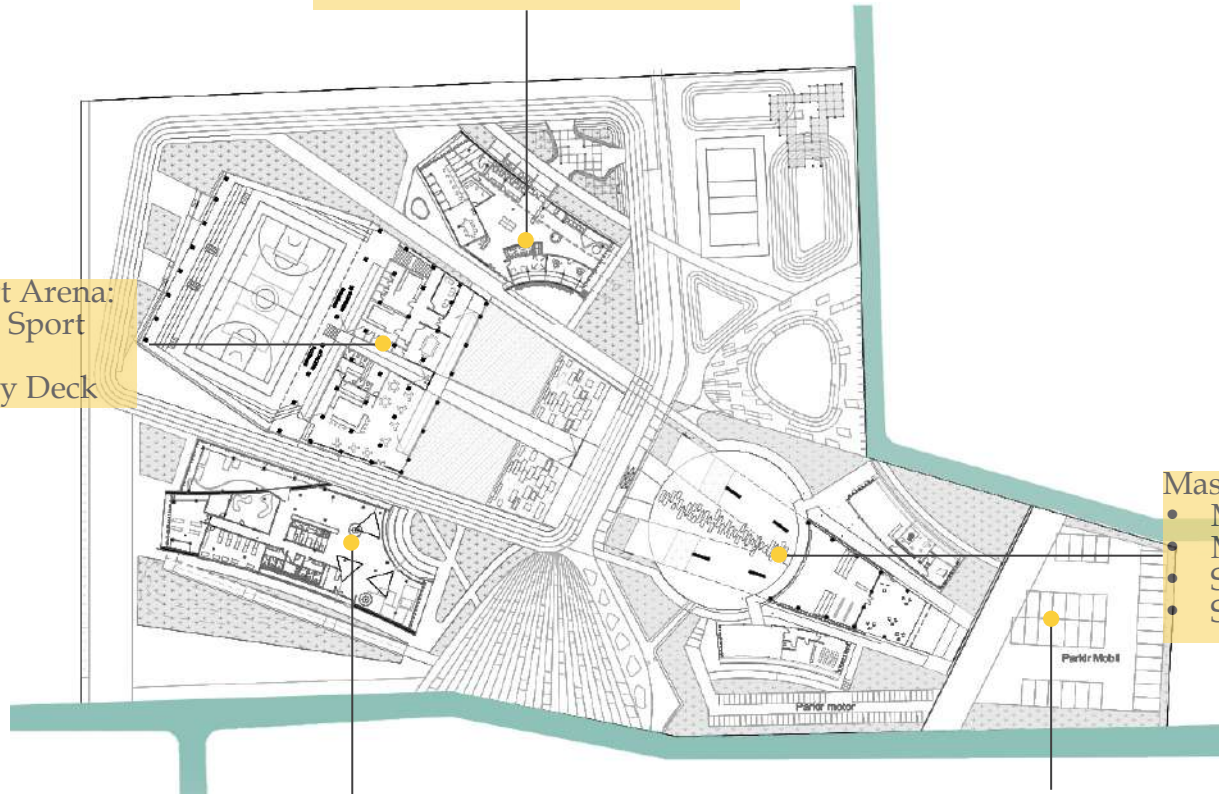 t Arena:
Sport
y Deck
Mas
• M
• M
• S
• S
Parkir Mobil
Parkir motor